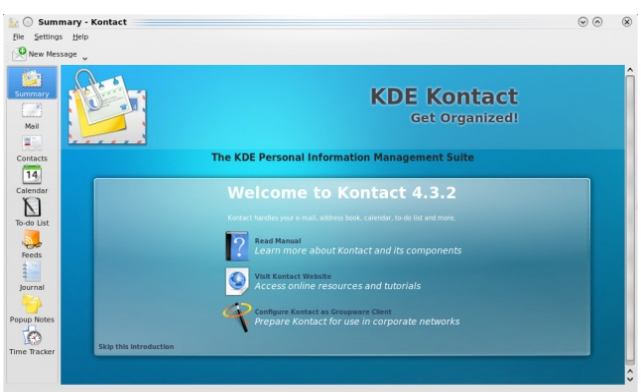 Summary - Kontact
File Settings Help
New Message
Summary
Mail
Contacts
14
Calendar
To-do List
Feeds
Journal
Popup Notes
Time Tracker
KDE Kontact
Get Organized!
The KDE Personal Information Management Suite
Welcome to Kontact 4.3.2
Kontact handles your e-mail, address book, calendar, to-do list and more.
Read Manual
Learn more about Kontact and its components
Visit Kontact Website
Access online resources and tutorials
Configure Kontact as Groupware Client
Prepare Kontact for use in corporate networks
Skip this introduction